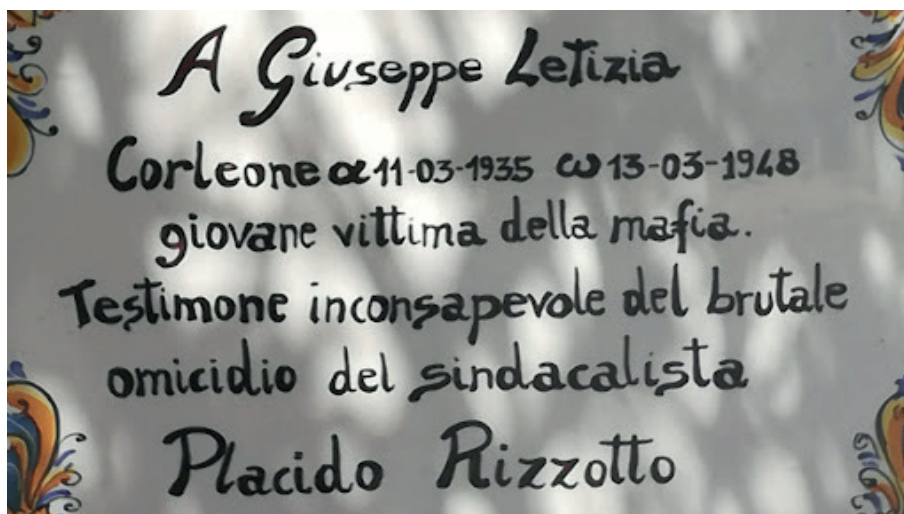 A Giuseppe Letizia
Corleone α 11-03-1935 ω 13-03-1948
giovane vittima della mafia.
Testimone inconsapevole del brutale
omicidio del sindacalista
Placido Rizzotto